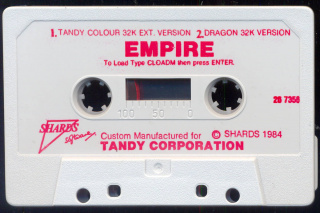 1. TANDY COLOUR 32K EXT. VERSION 2. DRAGON 32K VERSION
EMPIRE
To Load Type CLOADM then press ENTER.
26 7356
100 50 0
SHARDS
software
Custom Manufactured for © SHARDS 1984
TANDY CORPORATION